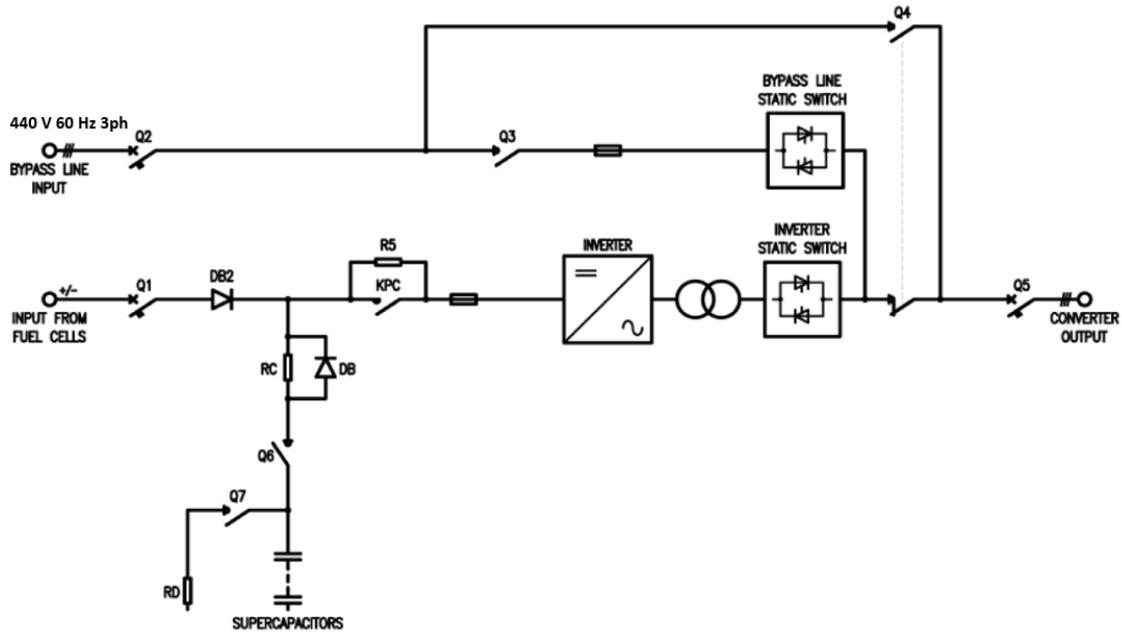 Q4
BYPASS LINE
STATIC SWITCH
440 V 60 Hz 3ph
Q2
Q3
BYPASS LINE
INPUT
INVERTER
STATIC SWITCH
R5
INVERTER
+/-
Q1
DB2
KPC
Q5
INPUT FROM
FUEL CELLS
CONVERTER
OUTPUT
RC
DB
Q6
Q7
RD
SUPERCAPACITORS